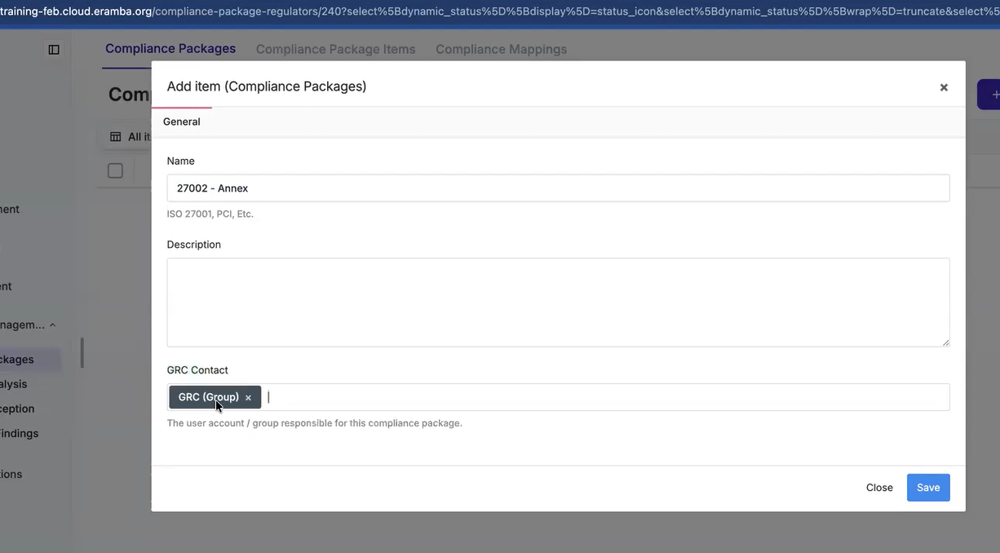 training-feb.cloud.eramba.org/compliance-package-regulators/240?select%5Bdynamic_status%5D%5Bdisplay%5D=status_icon&select%5Bdynamic_status%5D%5Bwrap%5D=truncate&select%5
Compliance Packages Compliance Package Items Compliance Mappings
Comp
All it
Add item (Compliance Packages) ×
General
Name
27002 - Annex
ISO 27001, PCI, Etc.
Description
GRC Contact
GRC (Group) ×
The user account / group responsible for this compliance package.
Close Save
ment
ent
nagem...
ckages
alysis
ception
Findings
tions